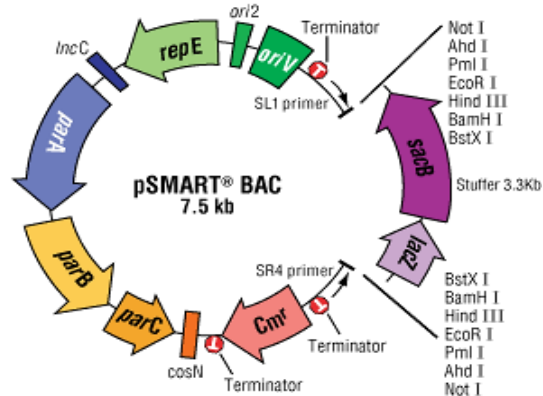 ori2
Terminator
IncC
repE
oriV
T
SL1 primer
Not I
Ahd I
Pml I
EcoR I
Hind III
BamH I
BstX I
parA
sacB
pSMART® BAC
7.5 kb
Stuffer 3.3Kb
lacZ
parB
SR4 primer
BstX I
BamH I
Hind III
EcoR I
Pml I
Ahd I
Not I
parC
Cmr
T
T
cosN
Terminator
Terminator